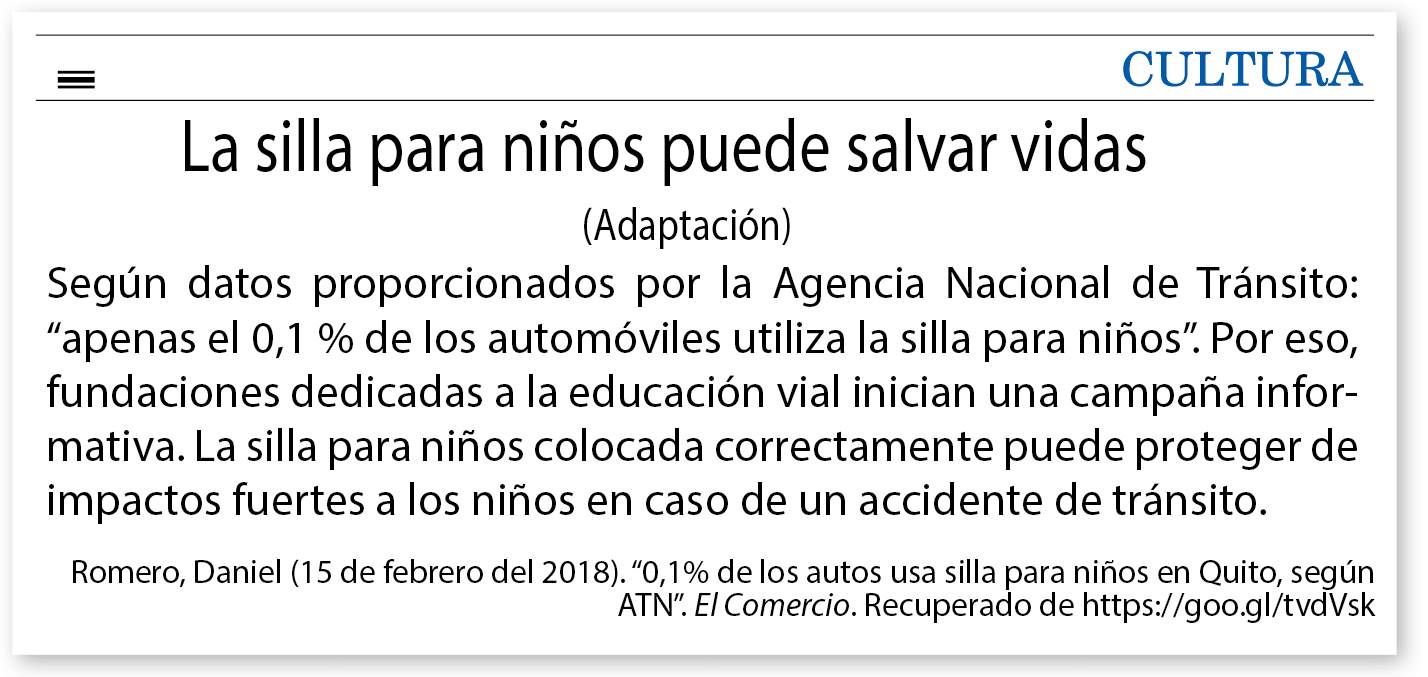 CULTURA
La silla para niños puede salvar vidas
(Adaptación)
Según datos proporcionados por la Agencia Nacional de Tránsito:
“apenas el 0,1 % de los automóviles utiliza la silla para niños”. Por eso,
fundaciones dedicadas a la educación vial inician una campaña infor-
mativa. La silla para niños colocada correctamente puede proteger de
impactos fuertes a los niños en caso de un accidente de tránsito.
Romero, Daniel (15 de febrero del 2018). “0,1% de los autos usa silla para niños en Quito, según
ATN”. El Comercio. Recuperado de https://goo.gl/tvdVsk